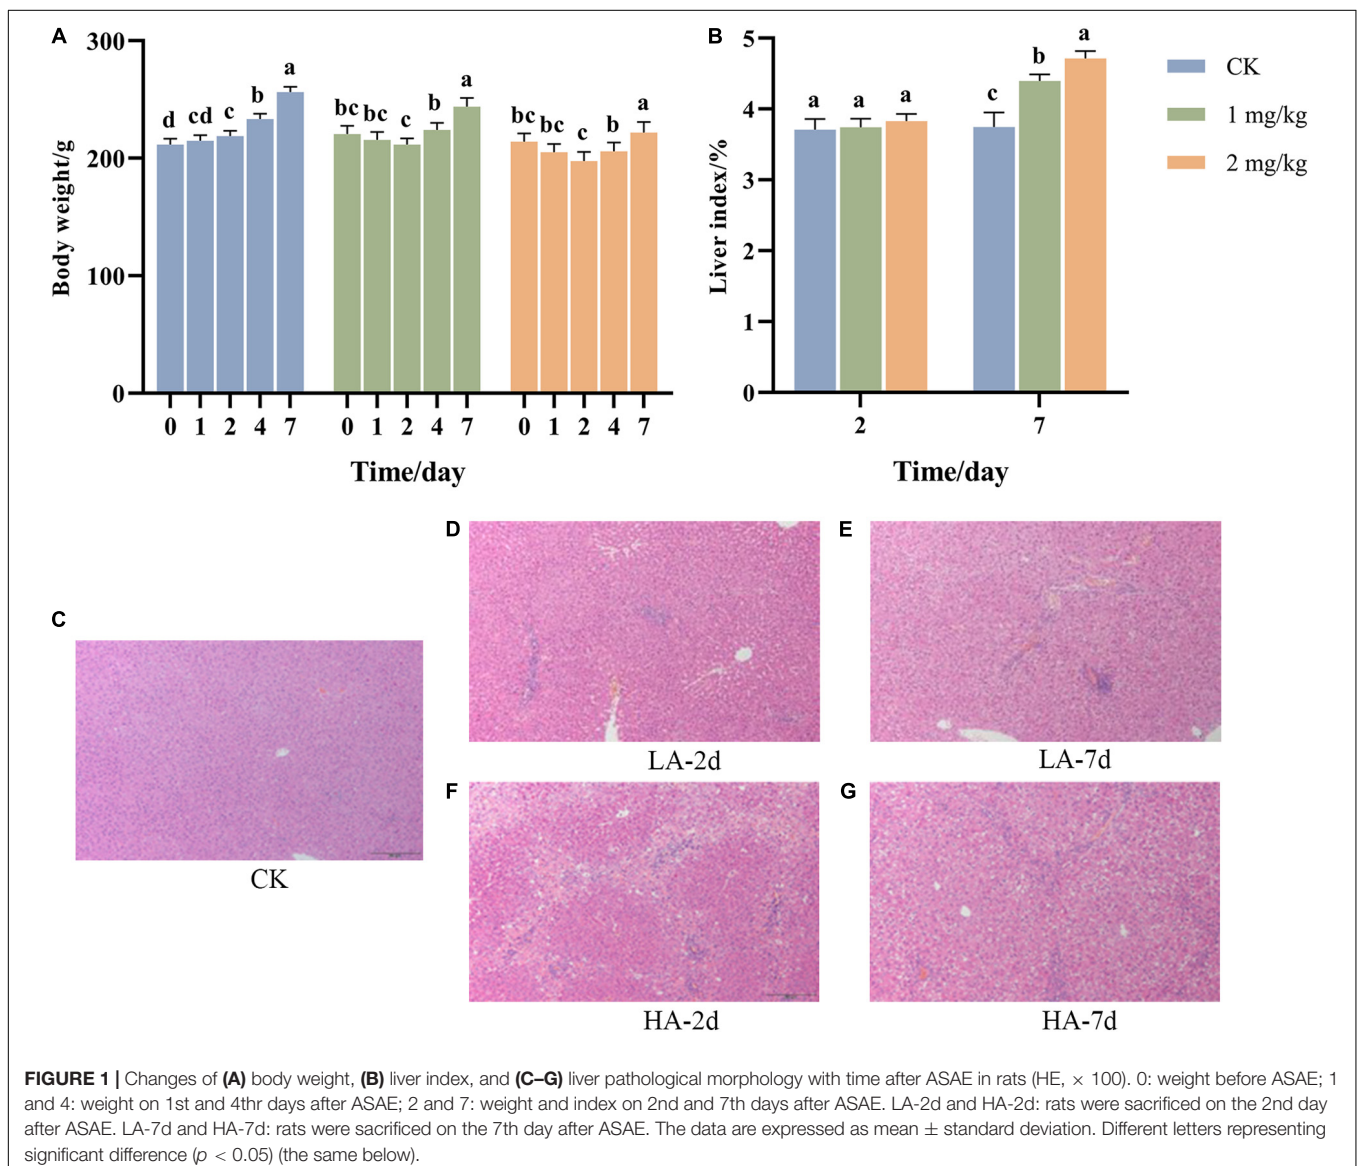 A
300
200
100
0
Body weight/g
d cd c b a
bc bc c b a
bc bc c b a
0 1 2 4 7 0 1 2 4 7 0 1 2 4 7
Time/day
B
5
4
3
2
1
0
Liver index/%
a a a
c b a
2 7
Time/day
CK
1 mg/kg
2 mg/kg
C
CK
D
LA-2d
E
LA-7d
F
HA-2d
G
HA-7d
FIGURE 1 | Changes of (A) body weight, (B) liver index, and (C–G) liver pathological morphology with time after ASAE in rats (HE, × 100). 0: weight before ASAE; 1
and 4: weight on 1st and 4thr days after ASAE; 2 and 7: weight and index on 2nd and 7th days after ASAE. LA-2d and HA-2d: rats were sacrificed on the 2nd day
after ASAE. LA-7d and HA-7d: rats were sacrificed on the 7th day after ASAE. The data are expressed as mean ± standard deviation. Different letters representing
significant difference (p < 0.05) (the same below).